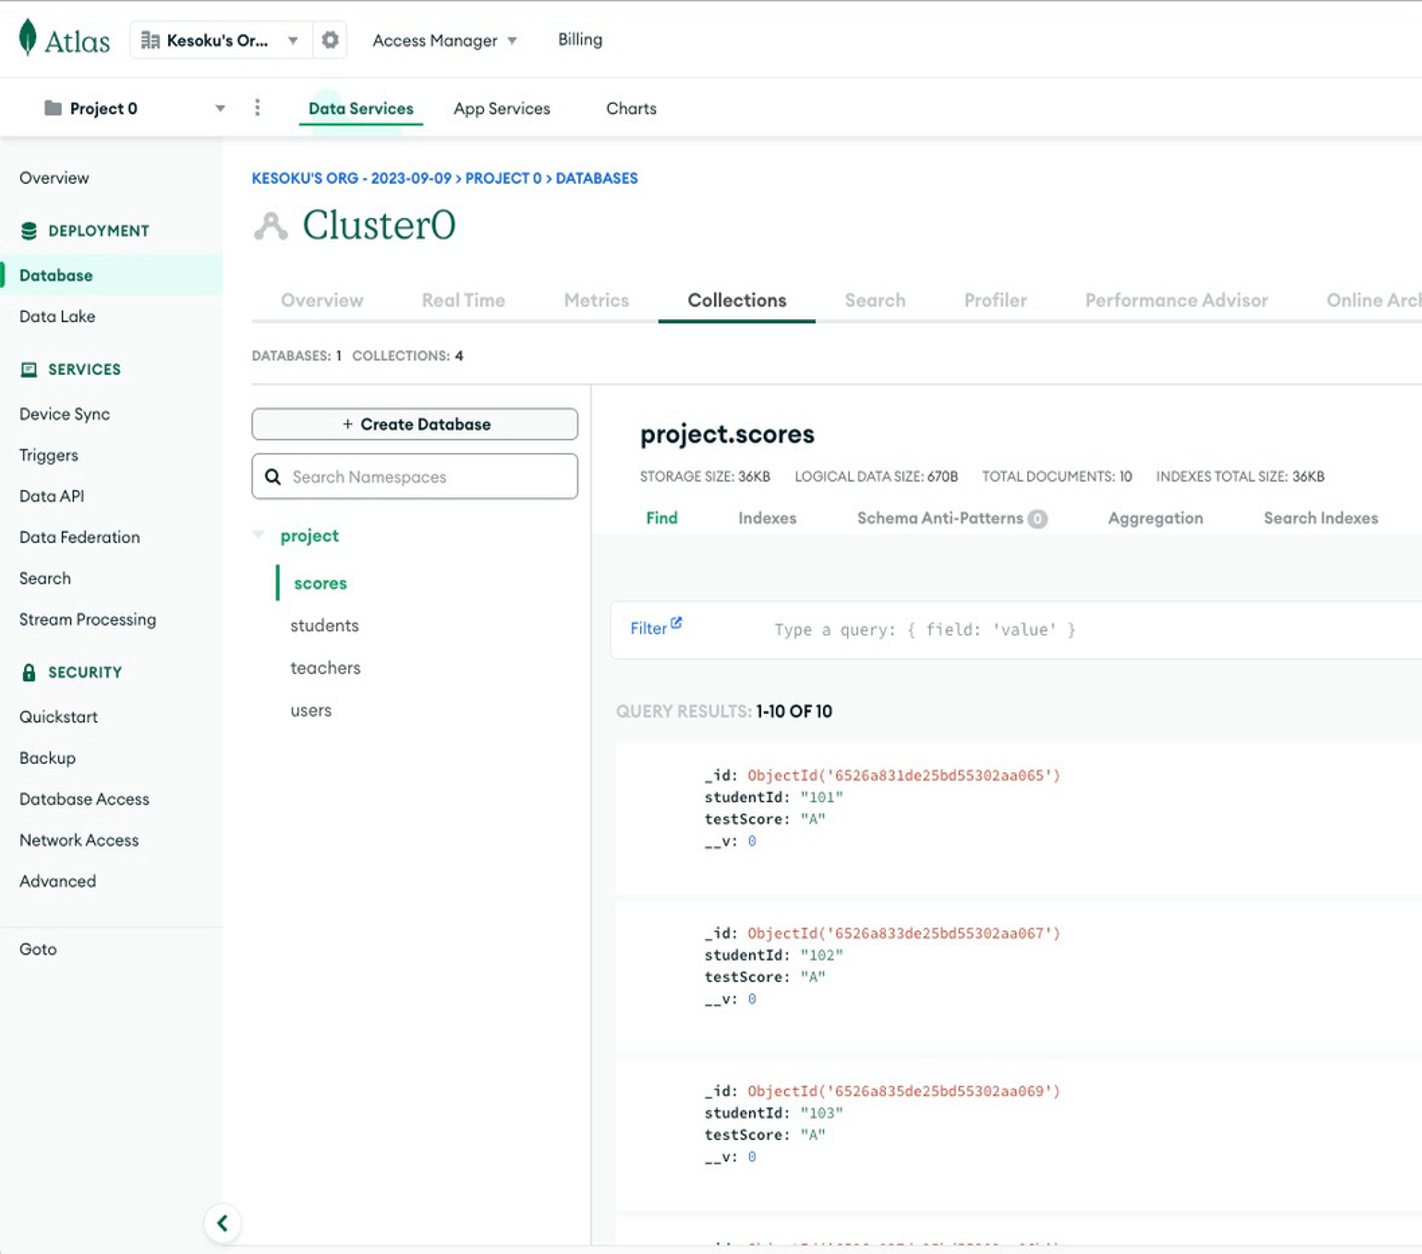 Atlas
Kesoku's Or...
Access Manager
Billing
Project 0
Data Services
App Services
Charts
Overview
DEPLOYMENT
Database
Data Lake
SERVICES
Device Sync
Triggers
Data API
Data Federation
Search
Stream Processing
SECURITY
Quickstart
Backup
Database Access
Network Access
Advanced
Goto
KESOKU'S ORG - 2023-09-09 > PROJECT 0 > DATABASES
Cluster0
Overview
Real Time
Metrics
Collections
Search
Profiler
Performance Advisor
Online Arch
DATABASES: 1 COLLECTIONS: 4
+ Create Database
Search Namespaces
project
scores
students
teachers
users
project.scores
STORAGE SIZE: 36KB LOGICAL DATA SIZE: 670B TOTAL DOCUMENTS: 10 INDEXES TOTAL SIZE: 36KB
Find
Indexes
Schema Anti-Patterns 0
Aggregation
Search Indexes
Filter
Type a query: { field: 'value' }
QUERY RESULTS: 1-10 OF 10
_id: ObjectId('6526a831de25bd55302aa065')
studentId: "101"
testScore: "A"
__v: 0
_id: ObjectId('6526a833de25bd55302aa067')
studentId: "102"
testScore: "A"
__v: 0
_id: ObjectId('6526a835de25bd55302aa069')
studentId: "103"
testScore: "A"
__v: 0